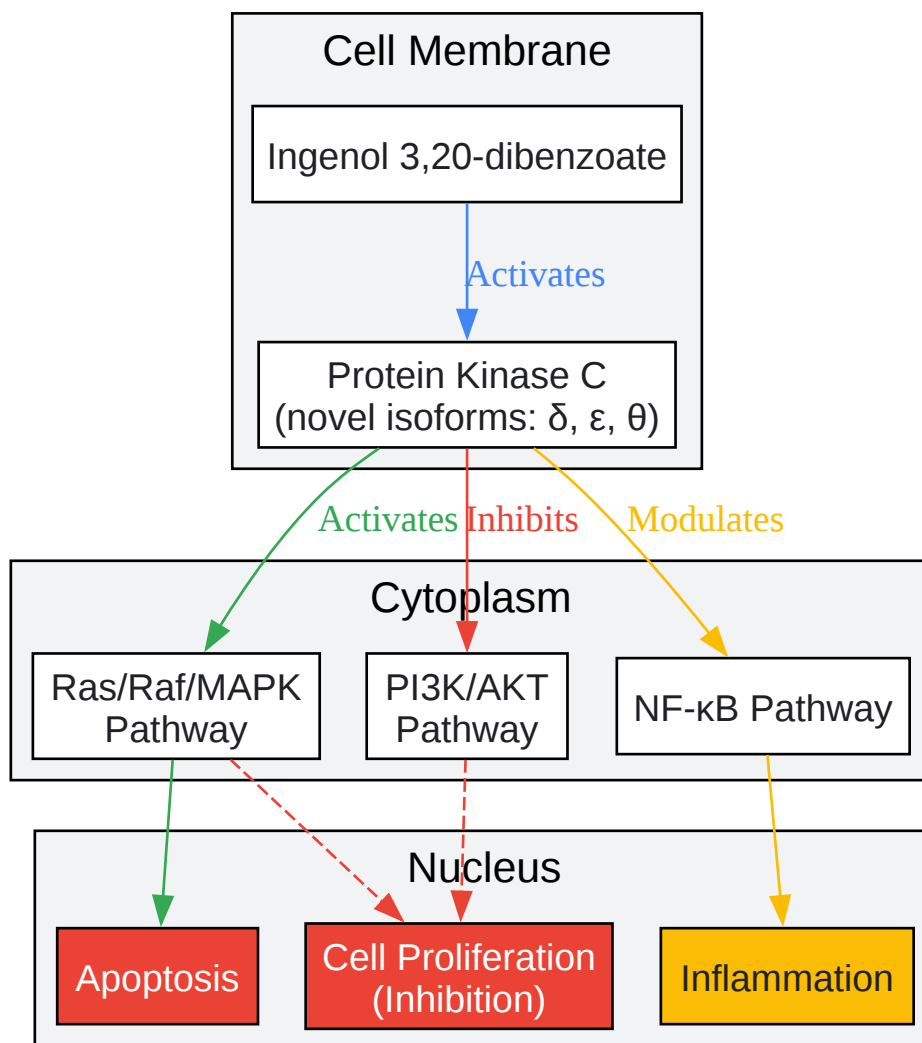 Cell Membrane
Ingenol 3,20-dibenzoate
Activates
Protein Kinase C
(novel isoforms: δ, ε, θ)
Activates
Inhibits
Modulates
Cytoplasm
Ras/Raf/MAPK
Pathway
PI3K/AKT
Pathway
NF-κB Pathway
Nucleus
Apoptosis
Cell Proliferation
(Inhibition)
Inflammation